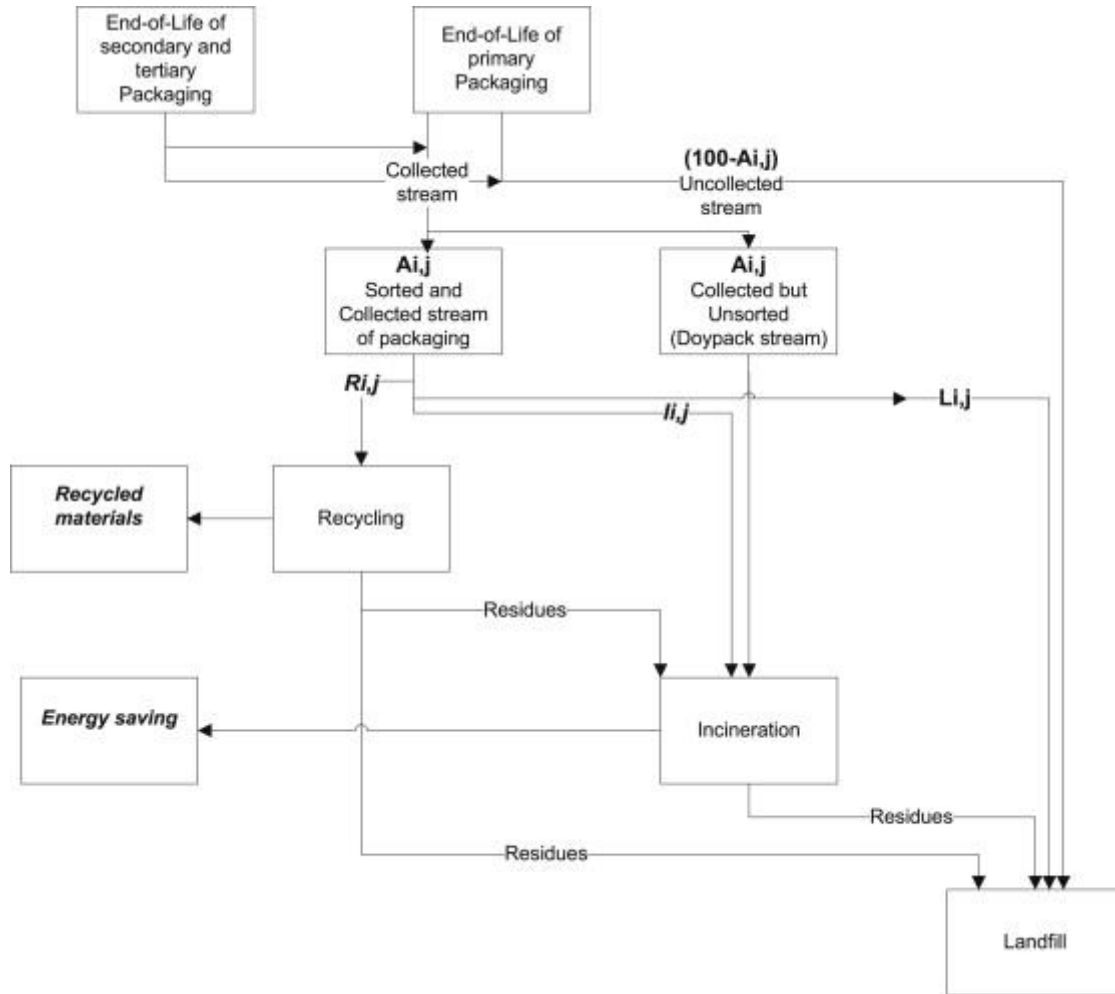 End-of-Life of
secondary and
tertiary
Packaging
End-of-Life of
primary
Packaging
Collected
stream
(100-Ai,j)
Uncollected
stream
Ai,j
Sorted and
Collected stream
of packaging
Ai,j
Collected but
Unsorted
(Doypack stream)
Ri,j
Ii,j
Li,j
Recycled
materials
Recycling
Residues
Energy saving
Incineration
Residues
Residues
Landfill